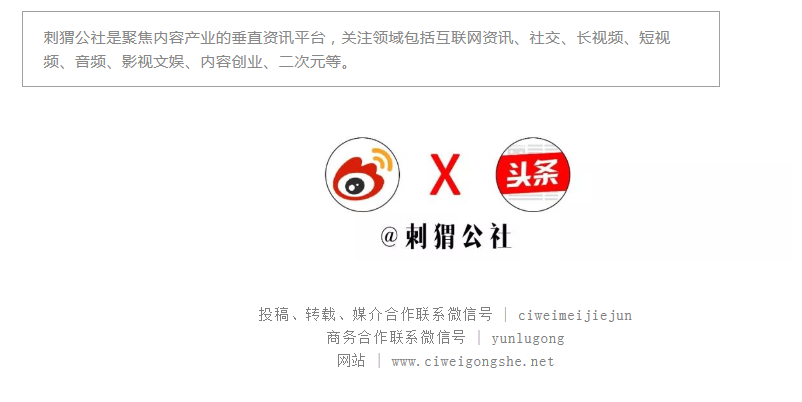 刺猬公社是聚焦内容产业的垂直资讯平台，关注领域包括互联网资讯、社交、长视频、短视
频、音频、影视文娱、内容创业、二次元等。
X 头条
@刺猬公社
投稿、转载、媒介合作联系微信号 | ciweimeijiejun
商务合作联系微信号 | yunlugong
网站 | www.ciweigongshe.net